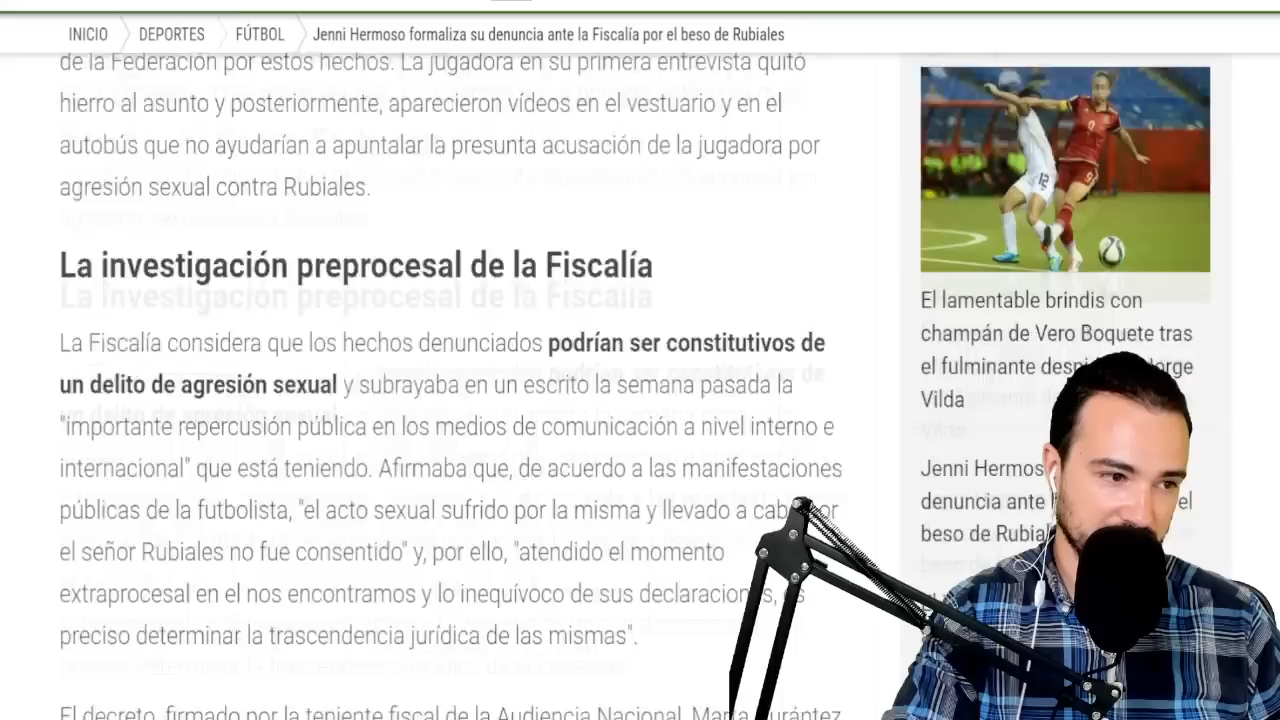 INICIO DEPORTES FÚTBOL Jenni Hermoso formaliza su denuncia ante la Fiscalía por el beso de Rubiales
de la Federación por estos hechos. La jugadora en su primera entrevista quitó
hierro al asunto y posteriormente, aparecieron vídeos en el vestuario y en el
autobús que no ayudarían a apuntalar la presunta acusación de la jugadora por
agresión sexual contra Rubiales.
La investigación preprocesal de la Fiscalía
La Fiscalía considera que los hechos denunciados podrían ser constitutivos de
un delito de agresión sexual y subrayaba en un escrito la semana pasada la
"importante repercusión pública en los medios de comunicación a nivel interno e
internacional" que está teniendo. Afirmaba que, de acuerdo a las manifestaciones
públicas de la futbolista, "el acto sexual sufrido por la misma y llevado a cabo por
el señor Rubiales no fue consentido" y, por ello, "atendido el momento
extraprocesal en el nos encontramos y lo inequívoco de sus declaraciones, es
preciso determinar la trascendencia jurídica de las mismas".
El decreto, firmado por la teniente fiscal de la Audiencia Nacional, Marta Durántez
12
9
El lamentable brindis con
champán de Vero Boquete tras
el fulminante Jorge
Vilda
Jenni
denuncia ante el
beso de